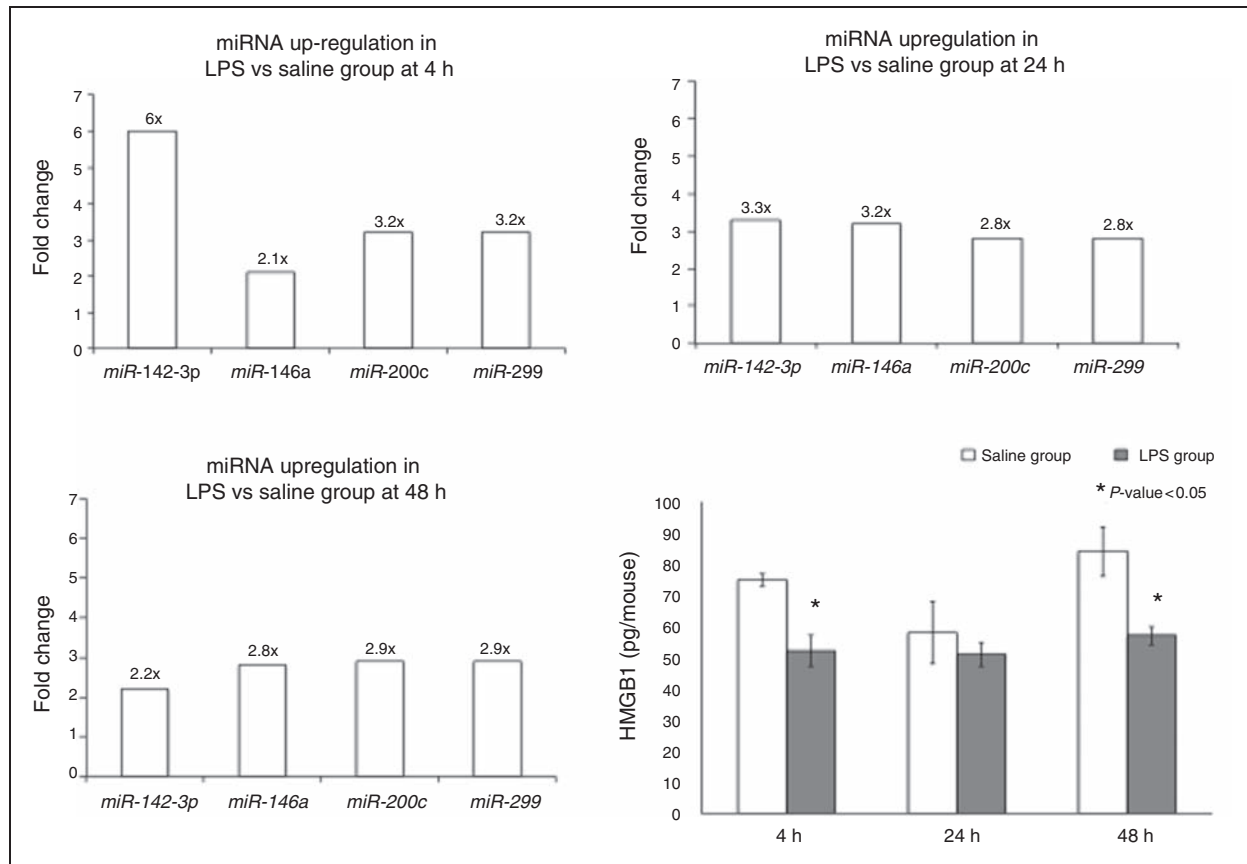 miRNA up-regulation in
LPS vs saline group at 4 h
Fold change
7
6
5
4
3
2
1
0
6x
2.1x
3.2x
3.2x
miR-142-3p
miR-146a
miR-200c
miR-299
miRNA upregulation in
LPS vs saline group at 24 h
Fold change
7
6
5
4
3
2
1
0
3.3x
3.2x
2.8x
2.8x
miR-142-3p
miR-146a
miR-200c
miR-299
miRNA upregulation in
LPS vs saline group at 48 h
Fold change
7
6
5
4
3
2
1
0
2.2x
2.8x
2.9x
2.9x
miR-142-3p
miR-146a
miR-200c
miR-299
Saline group
LPS group
* P-value<0.05
HMGB1 (pg/mouse)
100
90
80
70
60
50
40
30
20
10
0
*
*
4 h
24 h
48 h